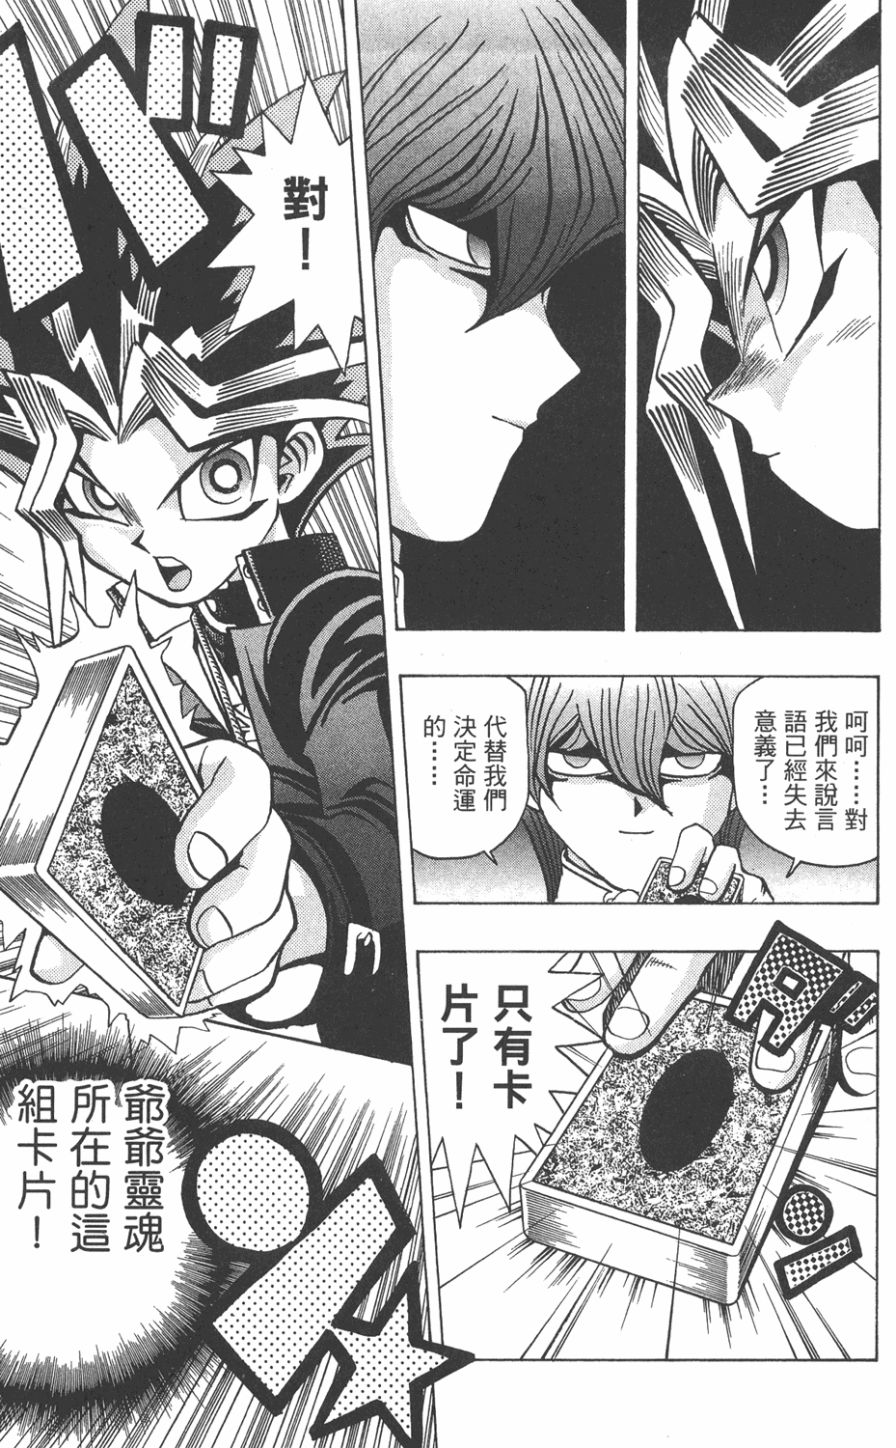 呵呵……對
我們來說言
語已經失去
意義了…
代替我們
決定命運
的……
只有卡
片了！
對！
爺爺靈魂
所在的這
組卡片！